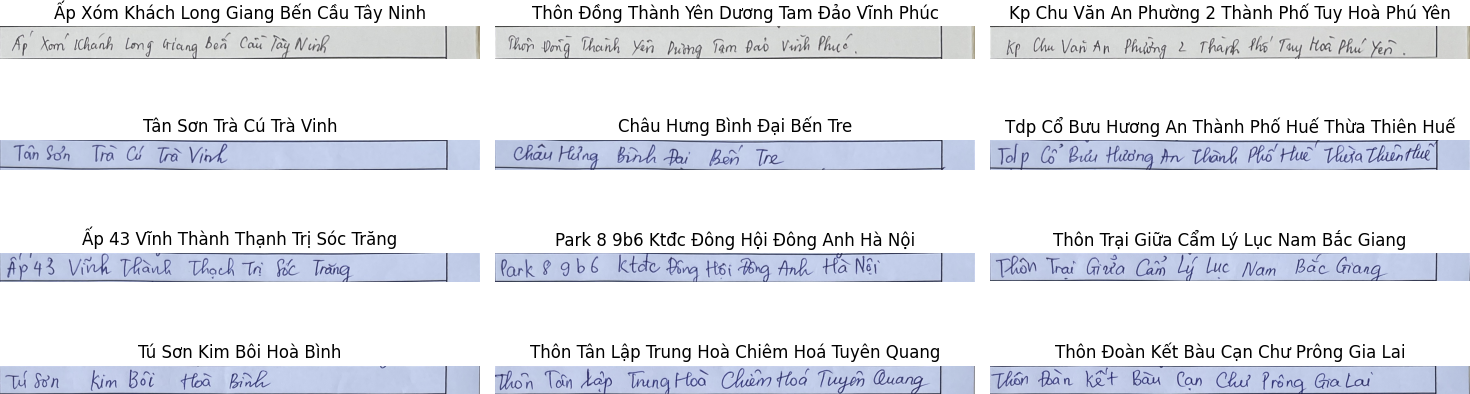 Ấp Xóm Khách Long Giang Bến Cầu Tây Ninh
Ấp Xóm Khánh Long Giang Bến Cầu Tây Ninh
Thôn Đồng Thành Yên Dương Tam Đảo Vĩnh Phúc
Thôn Đồng Thành Yên Dương Tam Đảo Vĩnh Phúc.
Kp Chu Văn An Phường 2 Thành Phố Tuy Hoà Phú Yên
Kp Chu Văn An Phường 2 Thành Phố Tuy Hoà Phú Yên.
Tân Sơn Trà Cú Trà Vinh
Tân Sơn Trà Cú Trà Vinh
Châu Hưng Bình Đại Bến Tre
Châu Hưng Bình Đại Bến Tre
Tdp Cổ Bưu Hương An Thành Phố Huế Thừa Thiên Huế
Tdp Cổ Bưu Hương An Thành Phố Huế Thừa Thiên Huế
Ấp 43 Vĩnh Thành Thạnh Trị Sóc Trăng
Ấp 43 Vĩnh Thành Thạch Trị Sóc Trăng
Park 8 9b6 Ktđc Đông Hội Đông Anh Hà Nội
Park 8 9b6 Ktđc Đông Hội Đông Anh Hà Nội
Thôn Trại Giữa Cẩm Lý Lục Nam Bắc Giang
Thôn Trại Giữa Cẩm Lý Lục Nam Bắc Giang
Tú Sơn Kim Bôi Hoà Bình
Tú Sơn Kim Bôi Hoà Bình
Thôn Tân Lập Trung Hoà Chiêm Hoá Tuyên Quang
Thôn Tân Lập Trung Hoà Chiêm Hoá Tuyên Quang
Thôn Đoàn Kết Bàu Cạn Chư Prông Gia Lai
Thôn Đoàn Kết Bàu Cạn Chư Prông Gia Lai